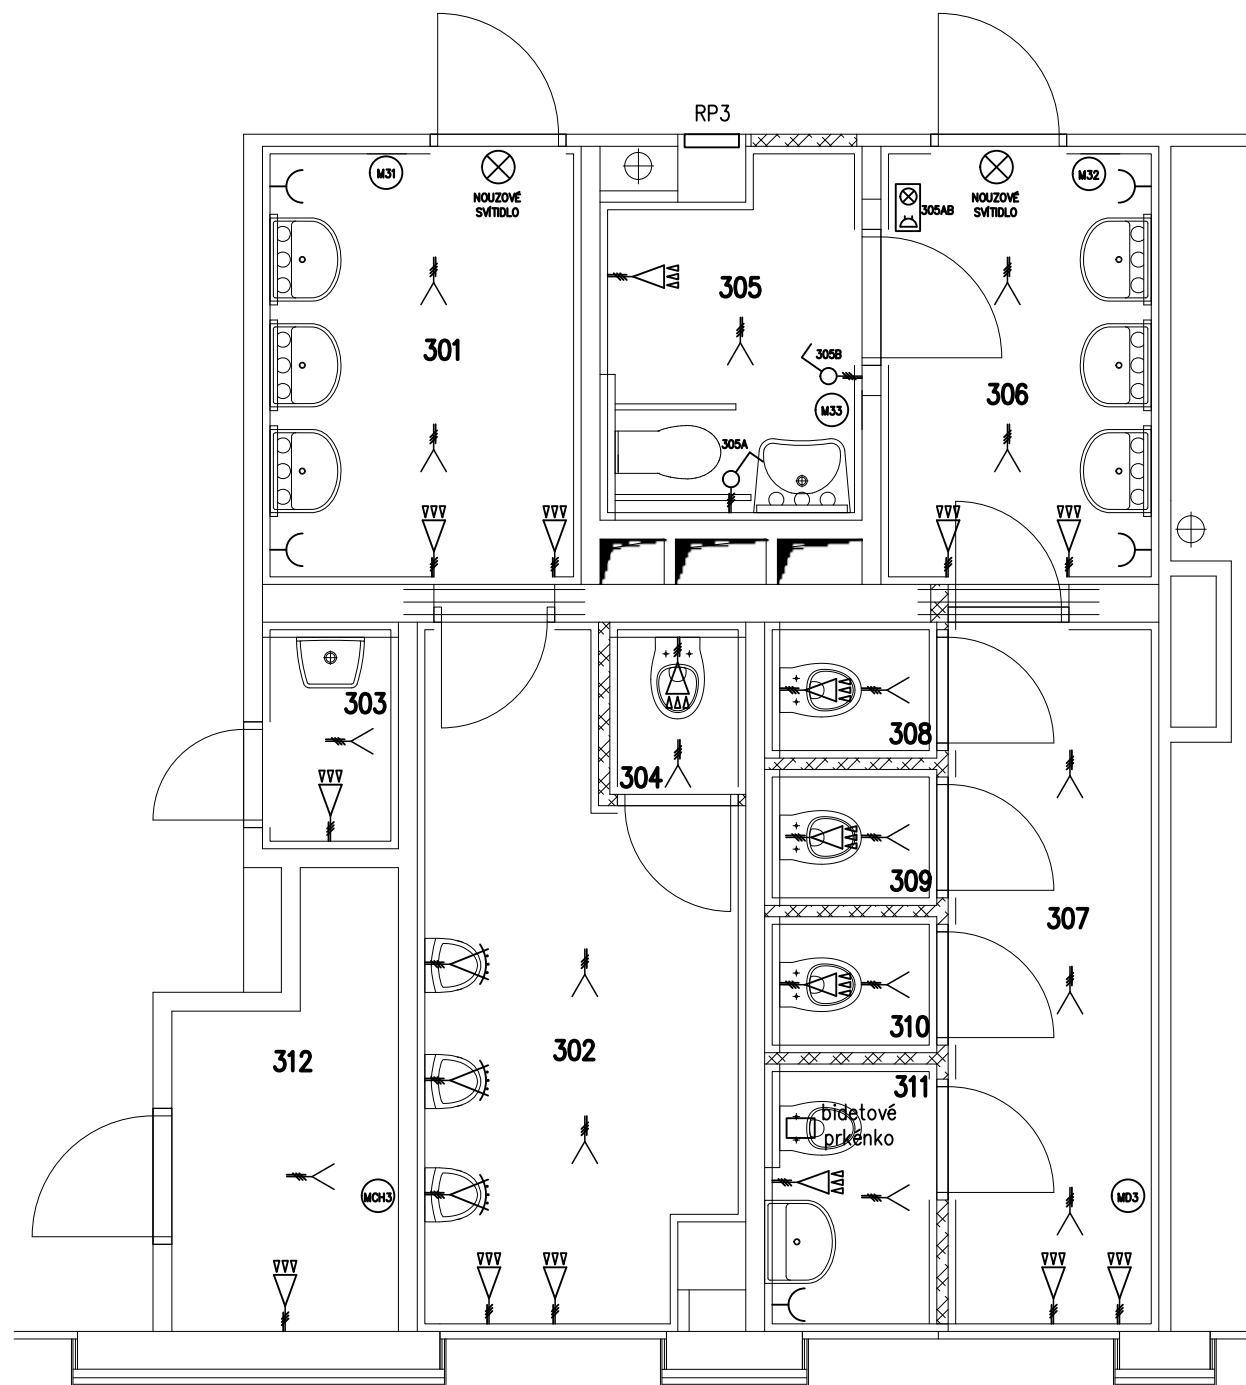 RP3
M31
NOUZOVÉ
SVÍTIDLO
M32
NOUZOVÉ
SVÍTIDLO
305AB
305
301
305B
306
M33
305A
303
304
308
309
307
310
302
312
311
bidetové
prkénko
MCH3
MD3